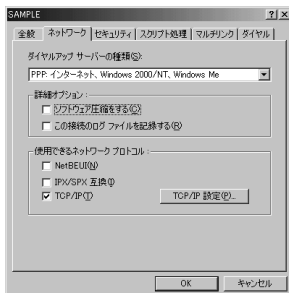 SAMPLE
全般 ネットワーク セキュリティ スクリプト処理 マルチリンク ダイヤル
ダイヤルアップ サーバーの種類(S):
PPP: インターネット、Windows 2000/NT、Windows Me
詳細オプション:
ソフトウェア圧縮をする(C)
この接続のログ ファイルを記録する(R)
使用できるネットワーク プロトコル:
NetBEUI(N)
IPX/SPX 互換(I)
TCP/IP(T)
TCP/IP 設定(P)...
OK キャンセル